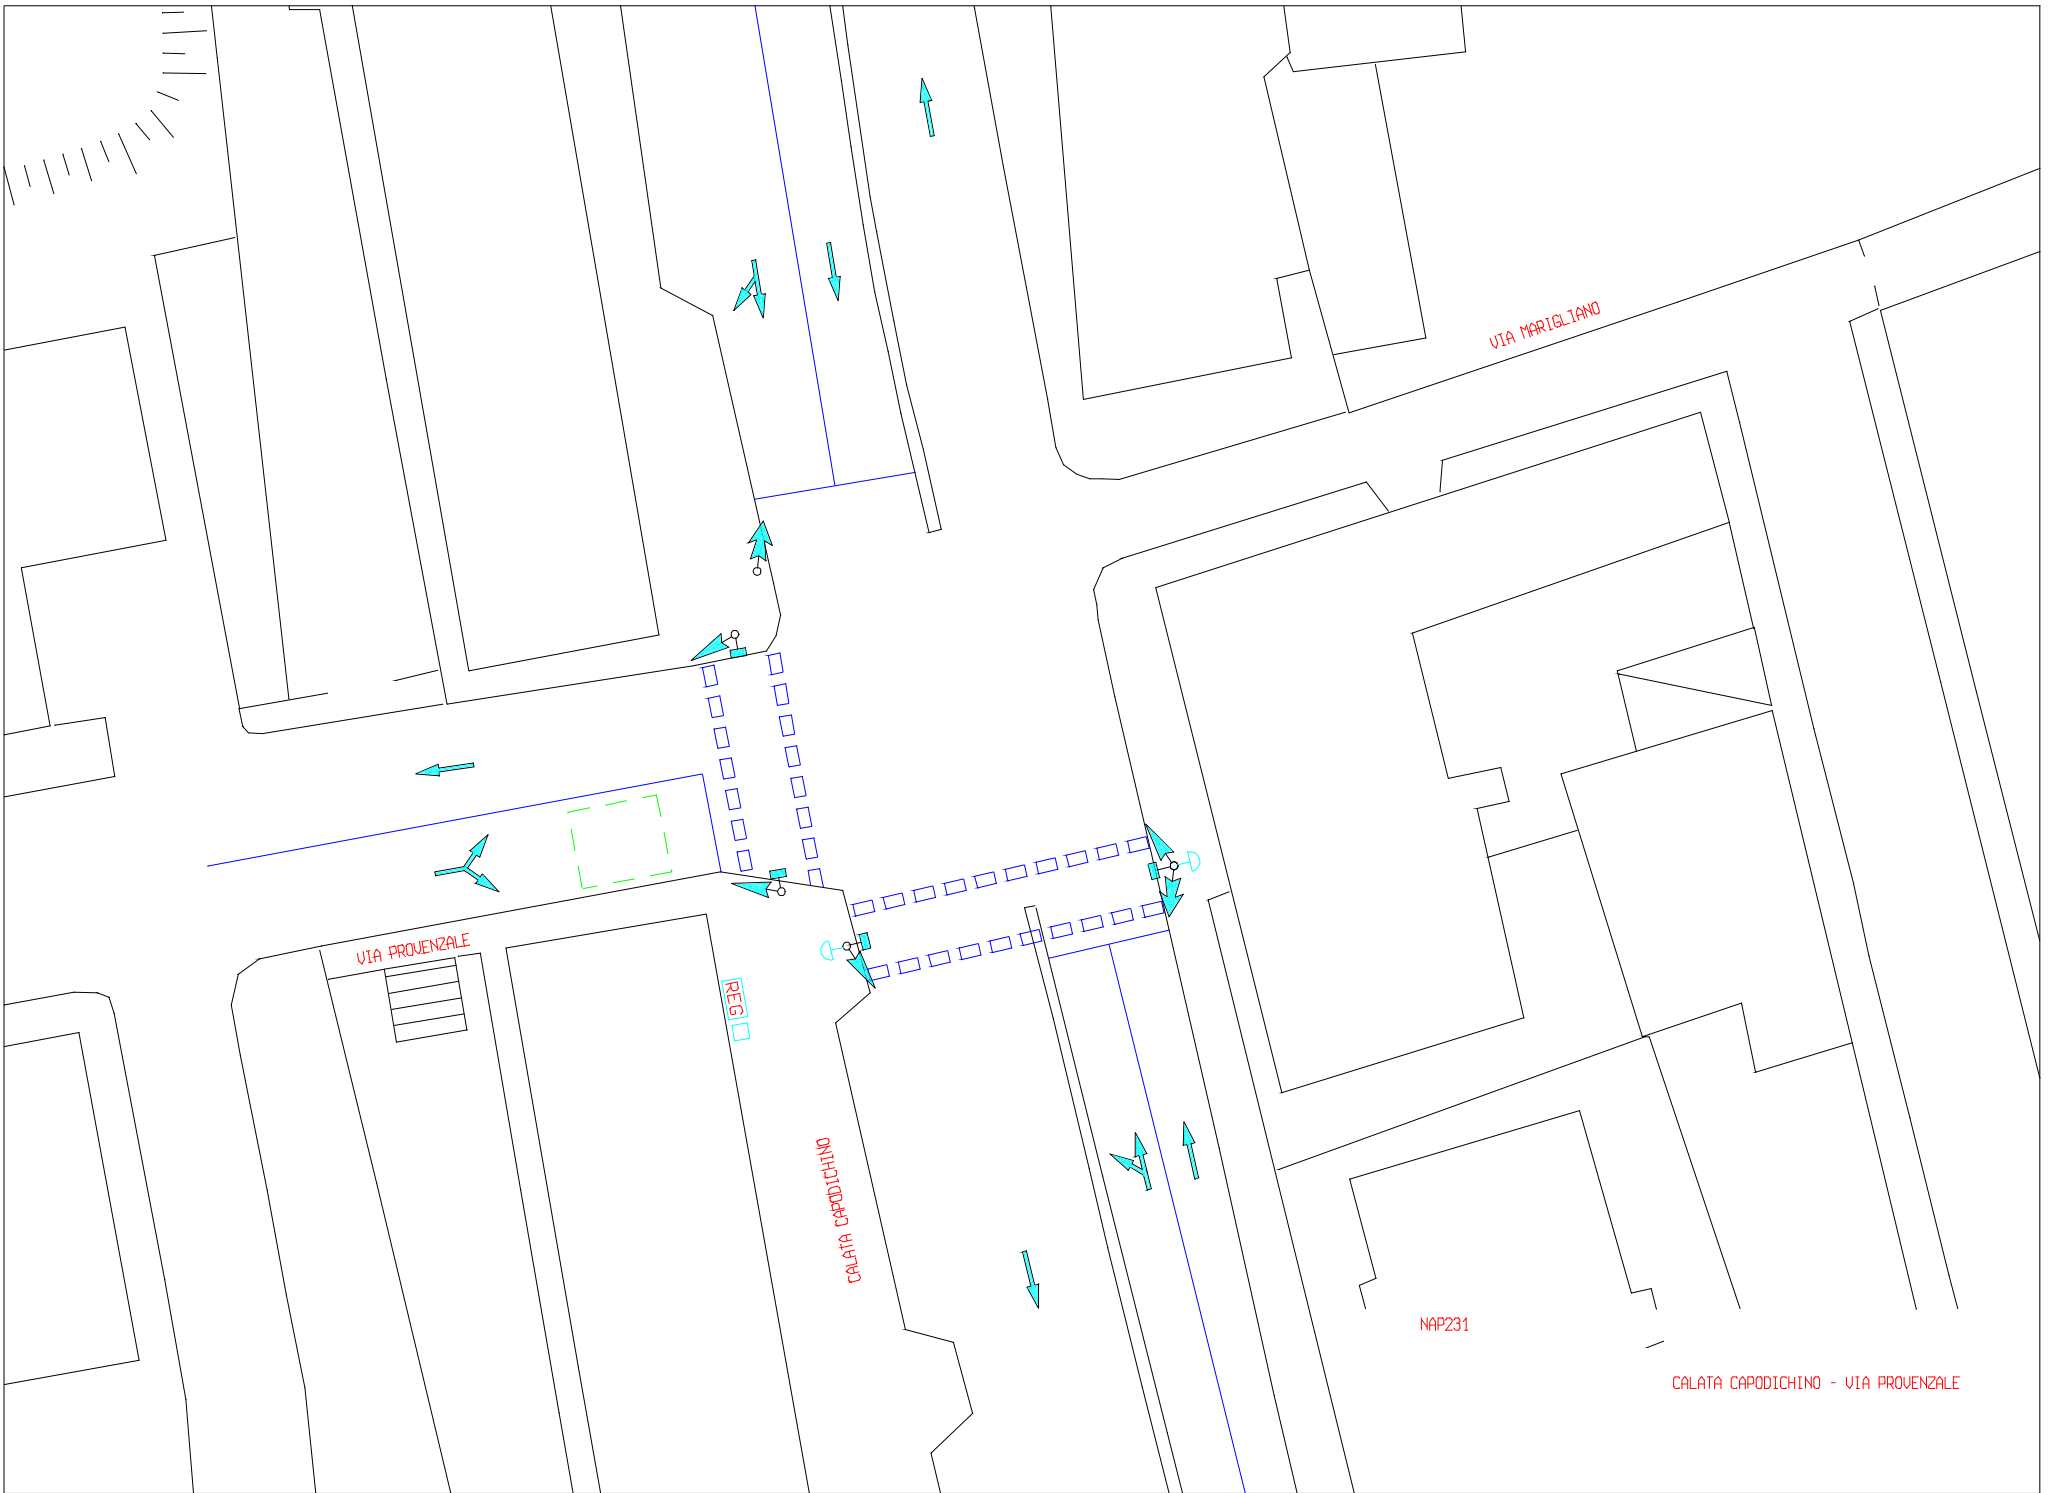 VIA MARIGLIANO
VIA PROVENZALE
REG
CALATA CAPODICHINO
NAP231
CALATA CAPODICHINO - VIA PROVENZALE